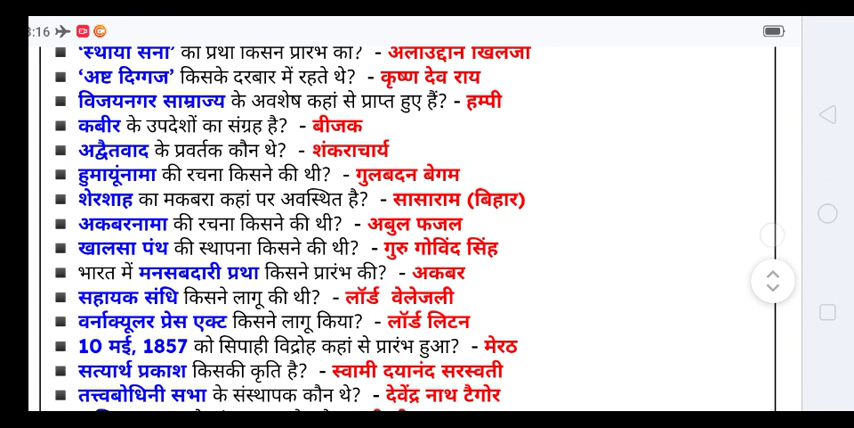 3:16
‘स्थायी सेना’ की प्रथा किसने प्रारंभ की? - अलाउद्दीन खिलजी
‘अष्ट दिग्गज’ किसके दरबार में रहते थे? - कृष्ण देव राय
विजयनगर साम्राज्य के अवशेष कहां से प्राप्त हुए हैं? - हम्पी
कबीर के उपदेशों का संग्रह है? - बीजक
अद्वैतवाद के प्रवर्तक कौन थे? - शंकराचार्य
हुमायूंनामा की रचना किसने की थी? - गुलबदन बेगम
शेरशाह का मकबरा कहां पर अवस्थित है? - सासाराम (बिहार)
अकबरनामा की रचना किसने की थी? - अबुल फजल
खालसा पंथ की स्थापना किसने की थी? - गुरु गोविंद सिंह
भारत में मनसबदारी प्रथा किसने प्रारंभ की? - अकबर
सहायक संधि किसने लागू की थी? - लॉर्ड वेलेजली
वर्नाक्यूलर प्रेस एक्ट किसने लागू किया? - लॉर्ड लिटन
10 मई, 1857 को सिपाही विद्रोह कहां से प्रारंभ हुआ? - मेरठ
सत्यार्थ प्रकाश किसकी कृति है? - स्वामी दयानंद सरस्वती
तत्त्वबोधिनी सभा के संस्थापक कौन थे? - देवेंद्र नाथ टैगोर